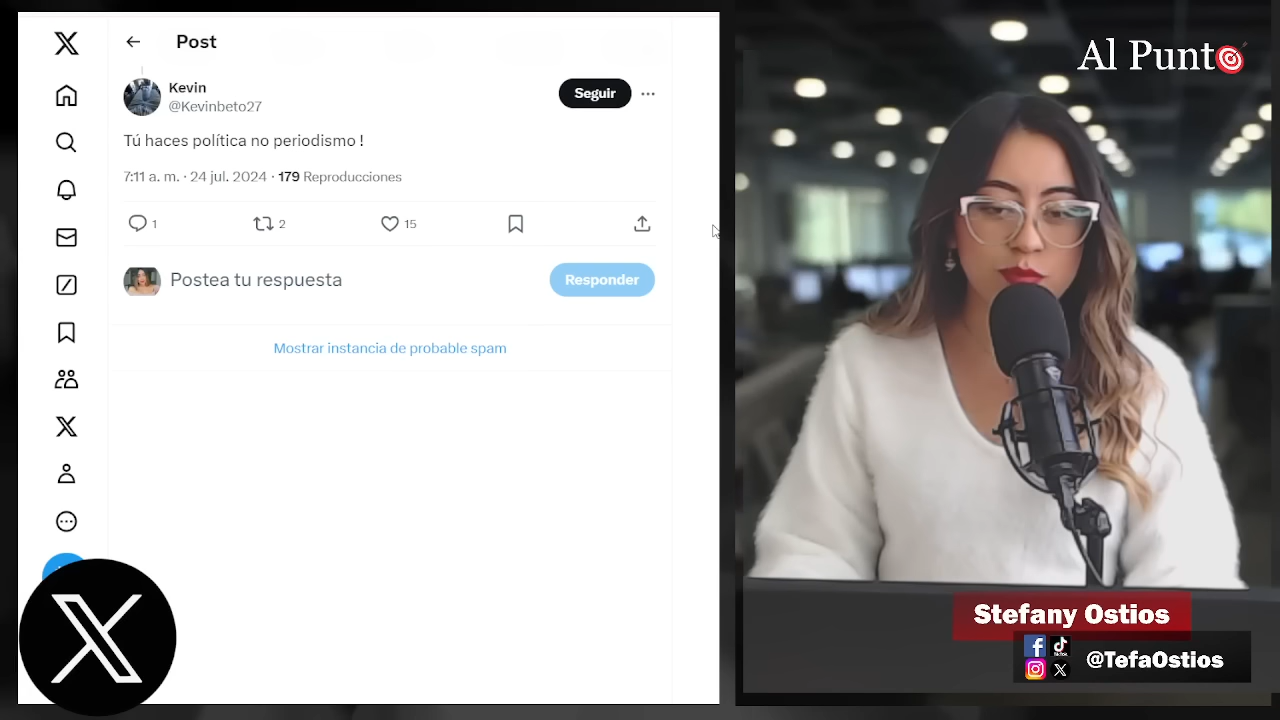 Post
Kevin
@Kevinbeto27
Seguir
Tú haces política no periodismo !
7:11 a. m. · 24 jul. 2024 · 179 Reproducciones
1 2 15
Postea tu respuesta
Responder
Mostrar instancia de probable spam
Al Punto
Stefany Ostios
@TefaOstios